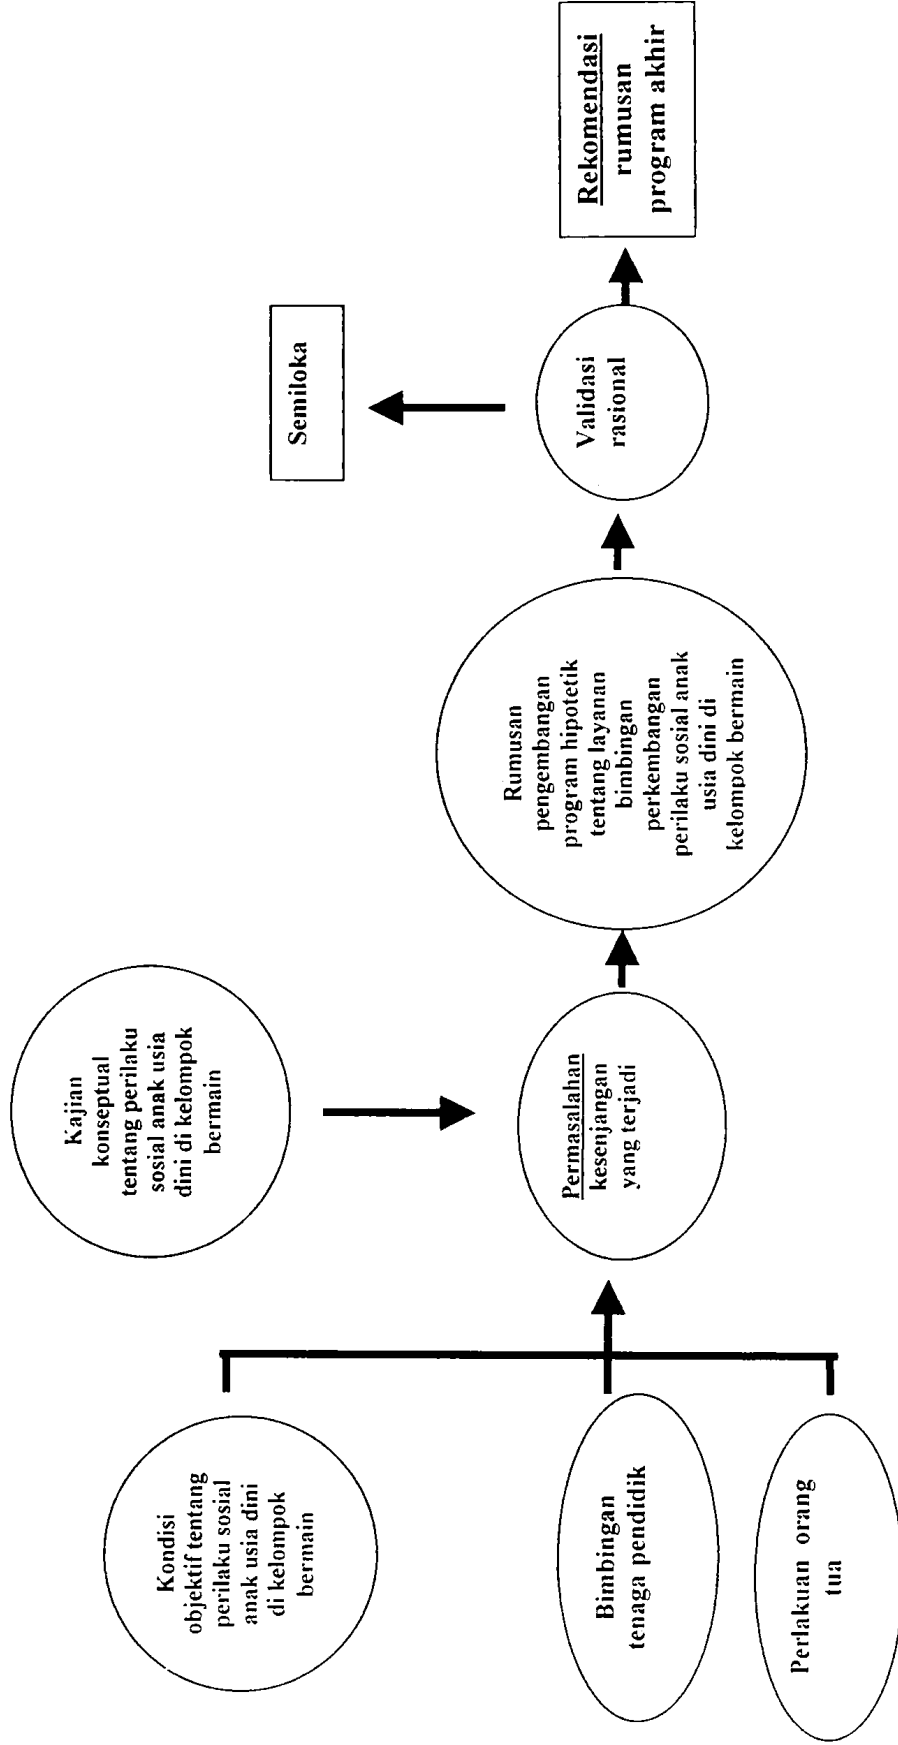 Kondisi
objektif tentang
perilaku sosial
anak usia dini
di kelompok
bermain
Bimbingan
tenaga pendidik
Perlakuan orang
tua
Kajian
konseptual
tentang perilaku
sosial anak usia
dini di kelompok
bermain
Permasalahan
kesenjangan
yang terjadi
Rumusan
pengembangan
program hipotetik
tentang layanan
bimbingan
perkembangan
perilaku sosial anak
usia dini di
kelompok bermain
Semiloka
Validasi
rasional
Rekomendasi
rumusan
program akhir